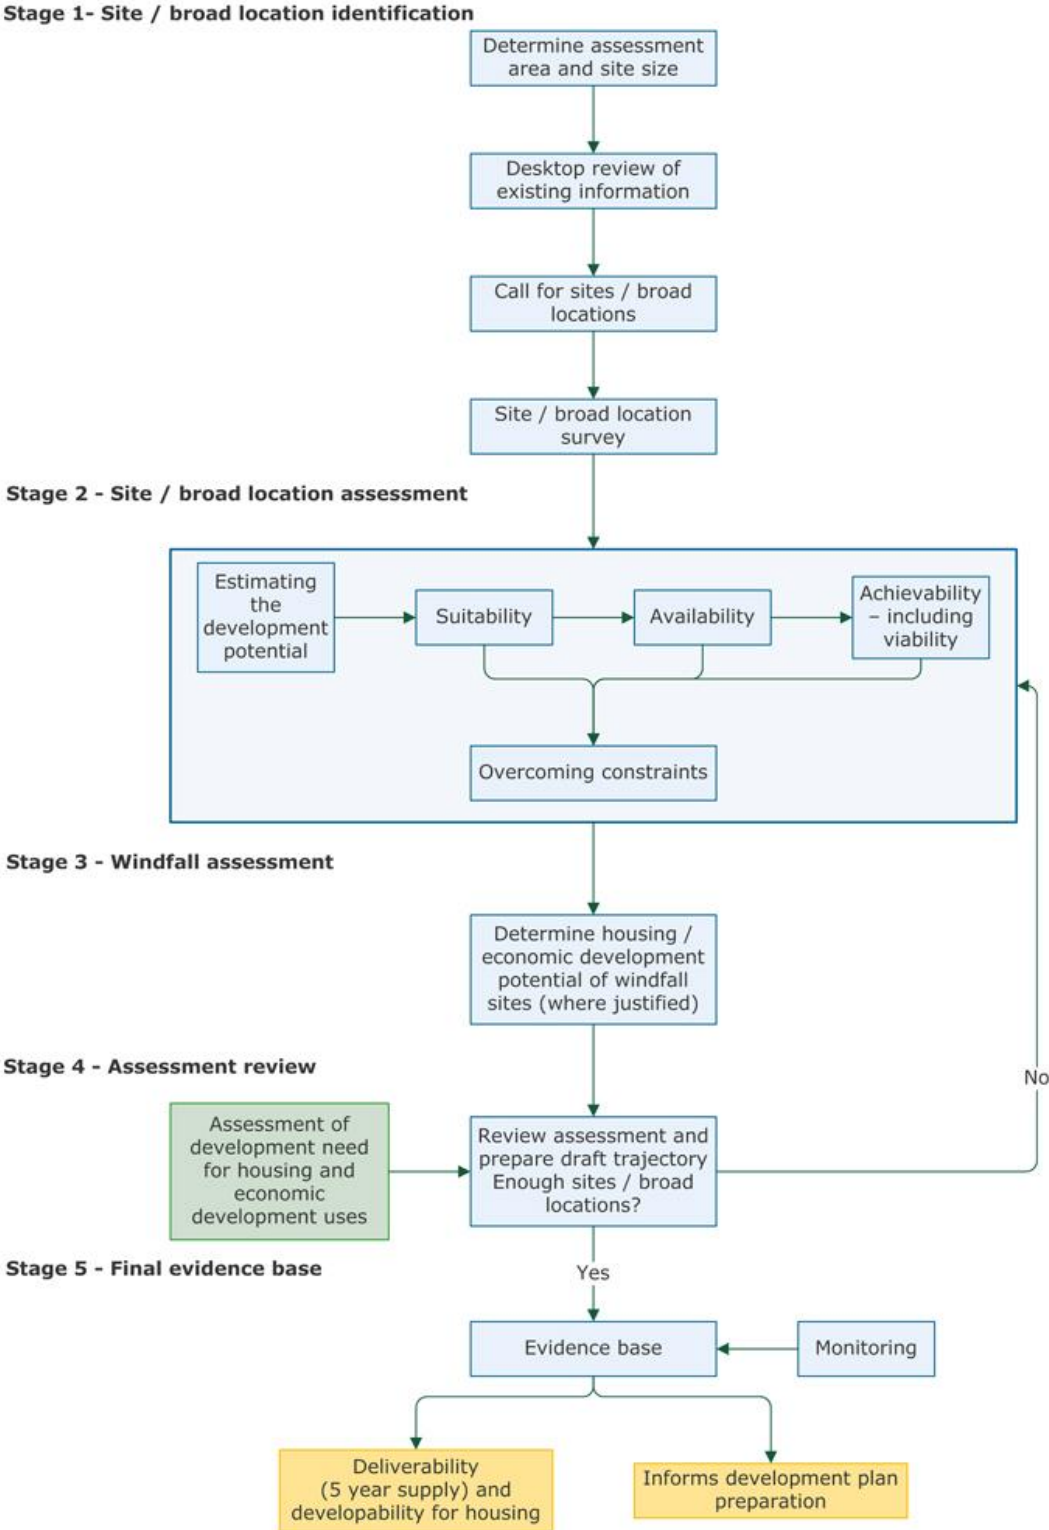 Stage 1- Site / broad location identification
Determine assessment
area and site size
Desktop review of
existing information
Call for sites / broad
locations
Site / broad location
survey
Stage 2 - Site / broad location assessment
Estimating
the
development
potential
Suitability
Availability
Achievability
– including
viability
Overcoming constraints
Stage 3 - Windfall assessment
Determine housing /
economic development
potential of windfall
sites (where justified)
Stage 4 - Assessment review
Assessment of
development need
for housing and
economic
development uses
Review assessment and
prepare draft trajectory
Enough sites / broad
locations?
No
Stage 5 - Final evidence base
Yes
Evidence base
Monitoring
Deliverability
(5 year supply) and
developability for housing
Informs development plan
preparation